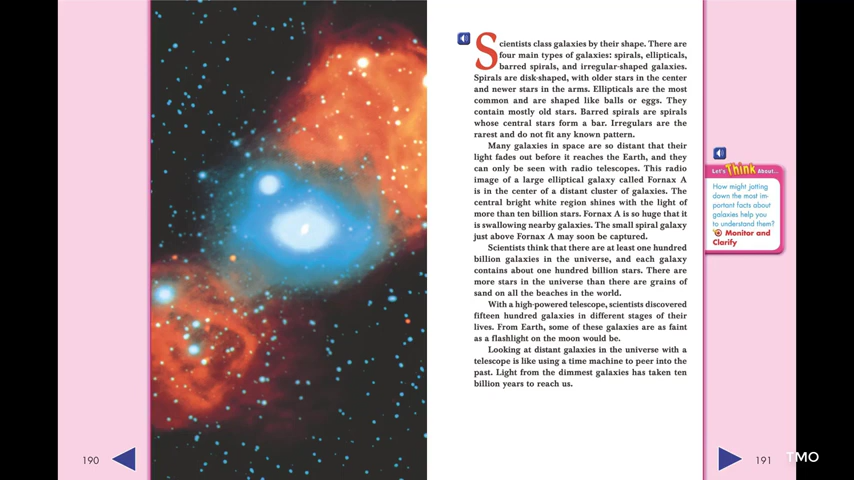 Scientists class galaxies by their shape. There are
four main types of galaxies: spirals, ellipticals,
barred spirals, and irregular-shaped galaxies.
Spirals are disk-shaped, with older stars in the center
and newer stars in the arms. Ellipticals are the most
common and are shaped like balls or eggs. They
contain mostly old stars. Barred spirals are spirals
whose central stars form a bar. Irregulars are the
rarest and do not fit any known pattern.
Many galaxies in space are so distant that their
light fades out before it reaches the Earth, and they
can only be seen with radio telescopes. This radio
image of a large elliptical galaxy called Fornax A
is in the center of a distant cluster of galaxies. The
central bright white region shines with the light of
more than ten billion stars. Fornax A is so huge that it
is swallowing nearby galaxies. The small spiral galaxy
just above Fornax A may soon be captured.
Scientists think that there are at least one hundred
billion galaxies in the universe, and each galaxy
contains about one hundred billion stars. There are
more stars in the universe than there are grains of
sand on all the beaches in the world.
With a high-powered telescope, scientists discovered
fifteen hundred galaxies in different stages of their
lives. From Earth, some of these galaxies are as faint
as a flashlight on the moon would be.
Looking at distant galaxies in the universe with a
telescope is like using a time machine to peer into the
past. Light from the dimmest galaxies has taken ten
billion years to reach us.
Let's Think About...
How might jotting
down the most im-
portant facts about
galaxies help you
to understand them?
Monitor and
Clarify
190
191
TMO